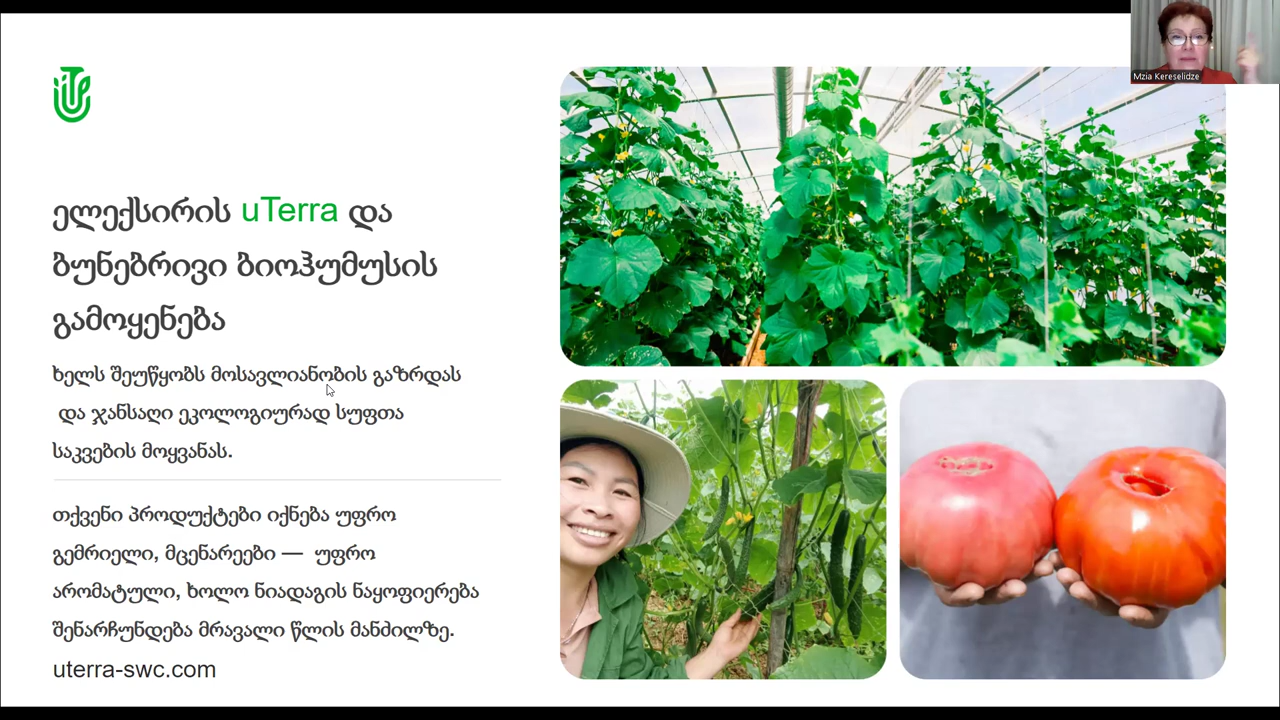 Mzia Kereselidze
ელექსირის uTerra და
ბუნებრივი ბიოჰუმუსის
გამოყენება
ხელს შეუწყობს მოსავლიანობის გაზრდას
და ჯანსაღი ეკოლოგიურად სუფთა
საკვების მოყვანას.
თქვენი პროდუქტები იქნება უფრო
გემრიელი, მცენარეები — უფრო
არომატული, ხოლო ნიადაგის ნაყოფიერება
შენარჩუნდება მრავალი წლის მანძილზე.
uterra-swc.com